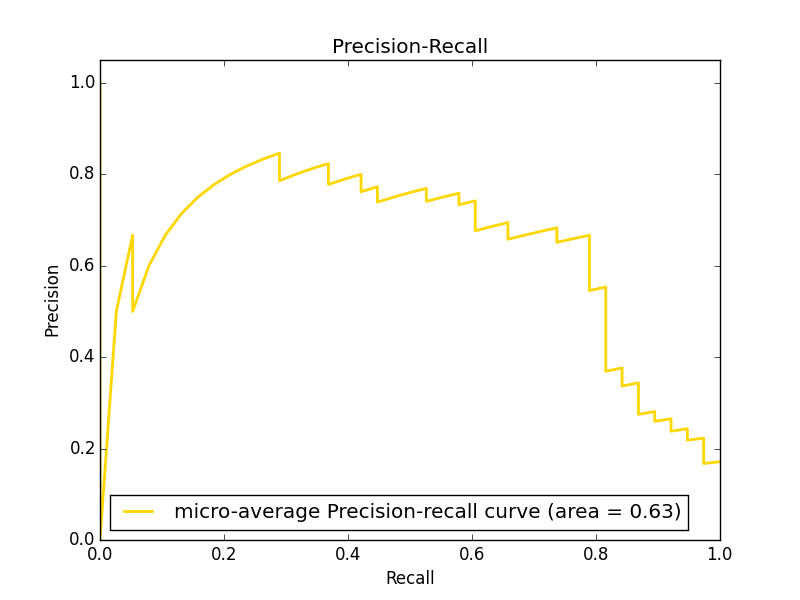 Precision-Recall
1.0
0.8
0.6
0.4
0.2
0.0
Precision
micro-average Precision-recall curve (area = 0.63)
0.0 0.2 0.4 0.6 0.8 1.0
Recall